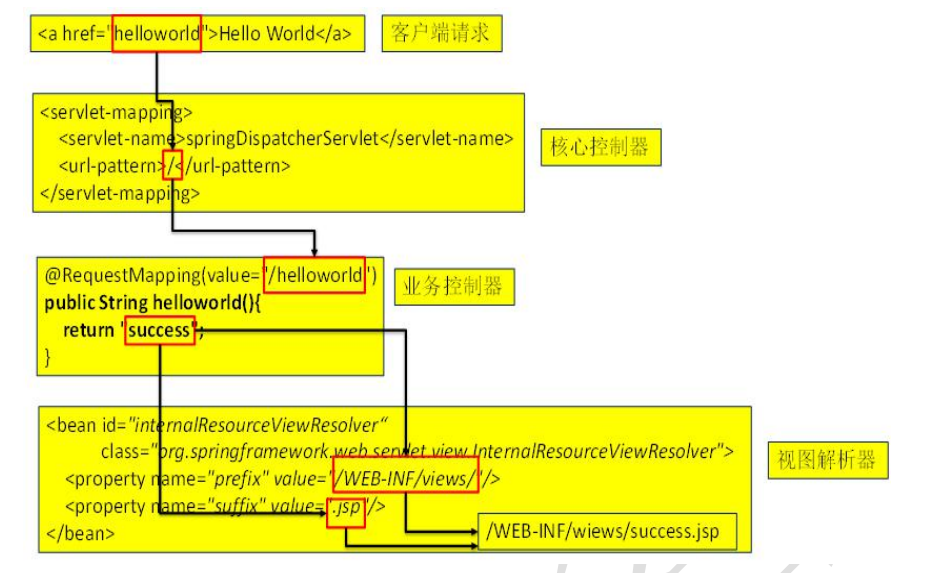 <a href="helloworld">Hello World</a>
客户端请求
<servlet-mapping>
<servlet-name>springDispatcherServlet</servlet-name>
<url-pattern>/</url-pattern>
</servlet-mapping>
核心控制器
@RequestMapping(value="/helloworld")
public String helloworld(){
return "success";
}
业务控制器
<bean id="internalResourceViewResolver“
class="org.springframework.web.servlet.view.InternalResourceViewResolver">
<property name="prefix" value="/WEB-INF/views/"/>
<property name="suffix" value=".jsp"/>
</bean>
视图解析器
/WEB-INF/wiews/success.jsp